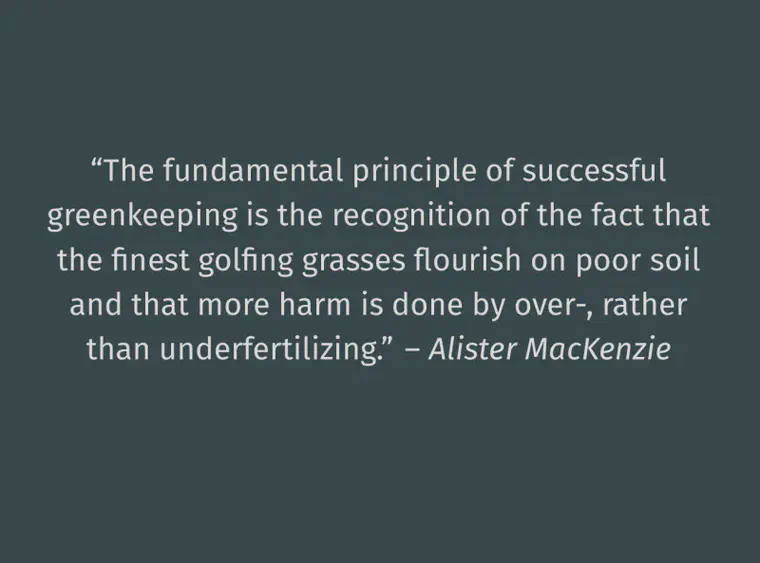 “The fundamental principle of successful
greenkeeping is the recognition of the fact that
the finest golfing grasses flourish on poor soil
and that more harm is done by over-, rather
than underfertilizing.” – Alister MacKenzie